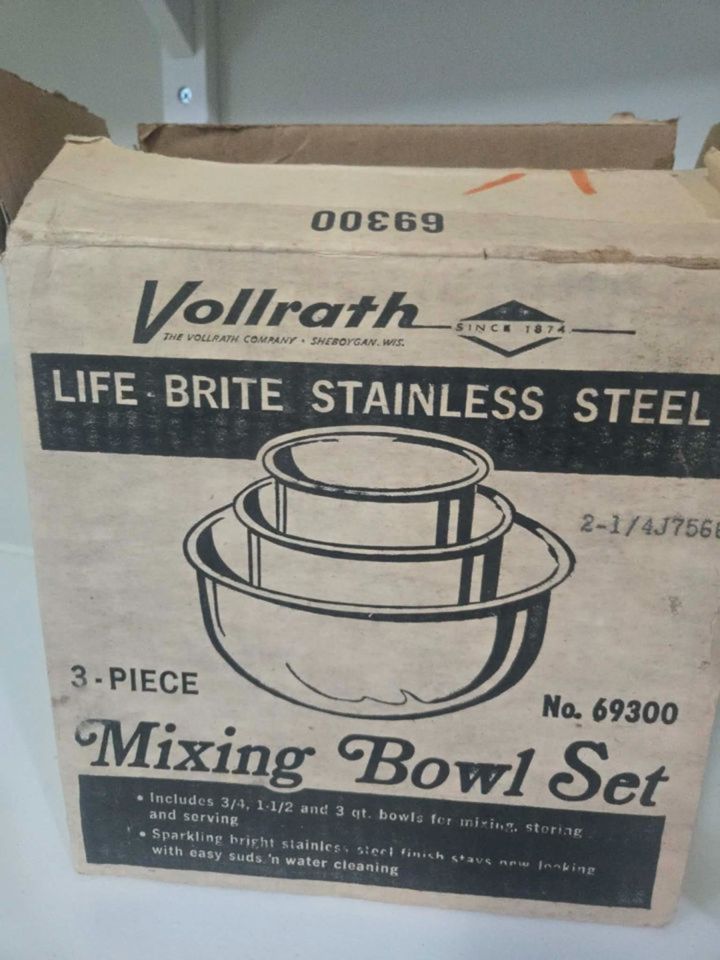 69300
Vollrath
SINCE 1874
THE VOLLRATH COMPANY • SHEBOYGAN, WIS.
LIFE-BRITE STAINLESS STEEL
2-1/4J756
3-PIECE
No. 69300
Mixing Bowl Set
• Includes 3/4, 1-1/2 and 3 qt. bowls for mixing, storing
and serving
• Sparkling bright stainless steel finish stays new looking
with easy suds 'n water cleaning